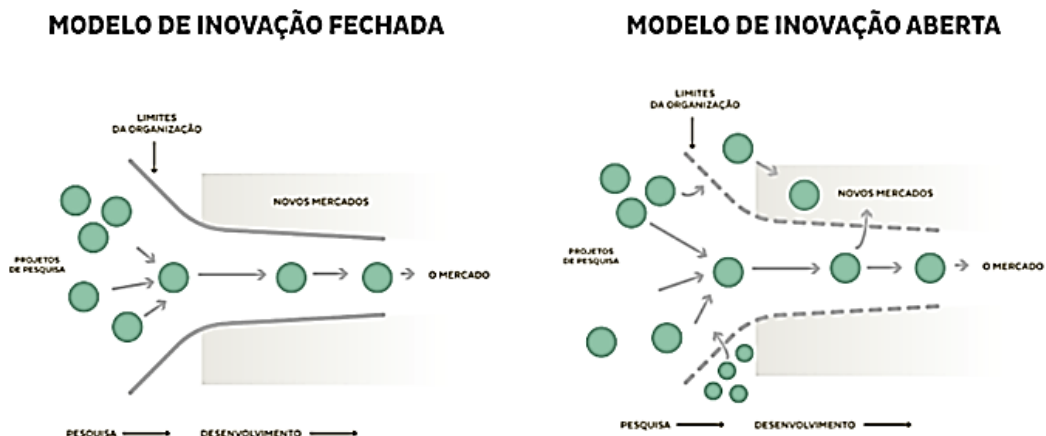 MODELO DE INOVAÇÃO FECHADA
LIMITES
DA ORGANIZAÇÃO
NOVOS MERCADOS
PROJETOS
DE PESQUISA
O MERCADO
PESQUISA
DESENVOLVIMENTO
MODELO DE INOVAÇÃO ABERTA
LIMITES
DA ORGANIZAÇÃO
NOVOS MERCADOS
PROJETOS
DE PESQUISA
O MERCADO
PESQUISA
DESENVOLVIMENTO